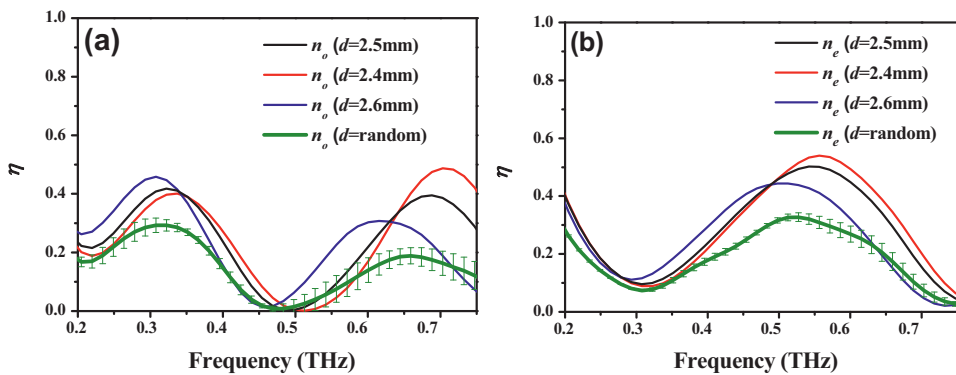 (a)
n_o (d=2.5mm)
n_o (d=2.4mm)
n_o (d=2.6mm)
n_o (d=random)
η
1.0
0.8
0.6
0.4
0.2
0.0
0.2 0.3 0.4 0.5 0.6 0.7
Frequency (THz)
(b)
n_e (d=2.5mm)
n_e (d=2.4mm)
n_e (d=2.6mm)
n_e (d=random)
η
1.0
0.8
0.6
0.4
0.2
0.0
0.2 0.3 0.4 0.5 0.6 0.7
Frequency (THz)